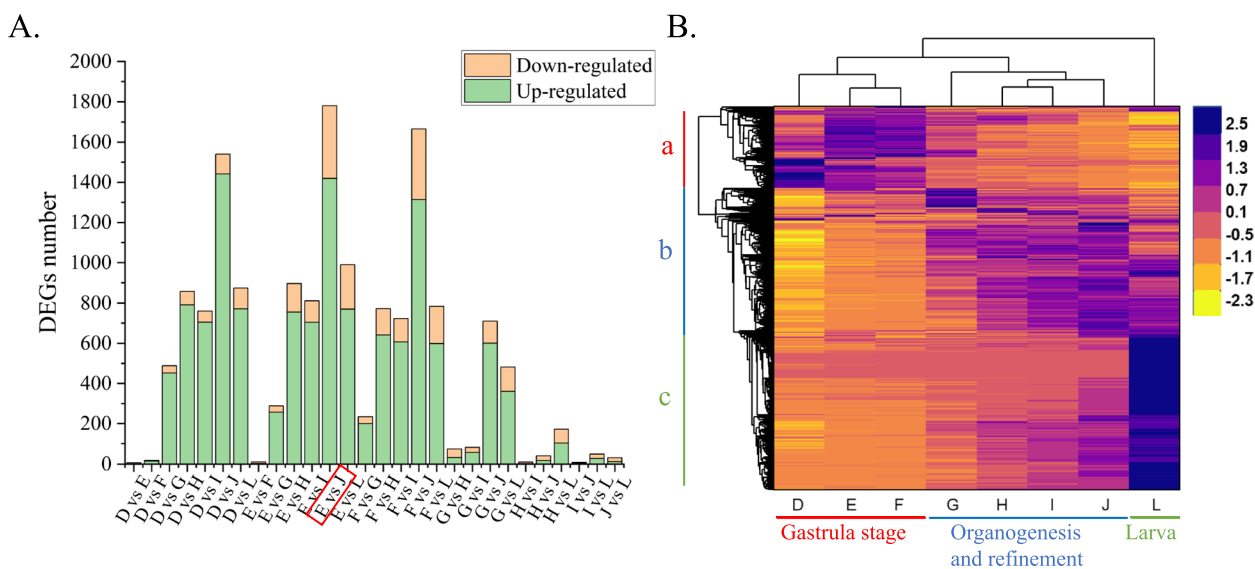 A.
DEGs number
2000
1800
1600
1400
1200
1000
800
600
400
200
0
Down-regulated
Up-regulated
D vs E
D vs F
D vs G
D vs H
D vs I
D vs J
D vs L
E vs F
E vs G
E vs H
E vs I
E vs J
E vs L
F vs G
F vs H
F vs I
F vs J
F vs L
G vs H
G vs I
G vs J
G vs L
H vs I
H vs J
H vs L
I vs J
I vs L
J vs L
B.
a
b
c
2.5
1.9
1.3
0.7
0.1
-0.5
-1.1
-1.7
-2.3
D E F G H I J L
Gastrula stage
Organogenesis
and refinement
Larva